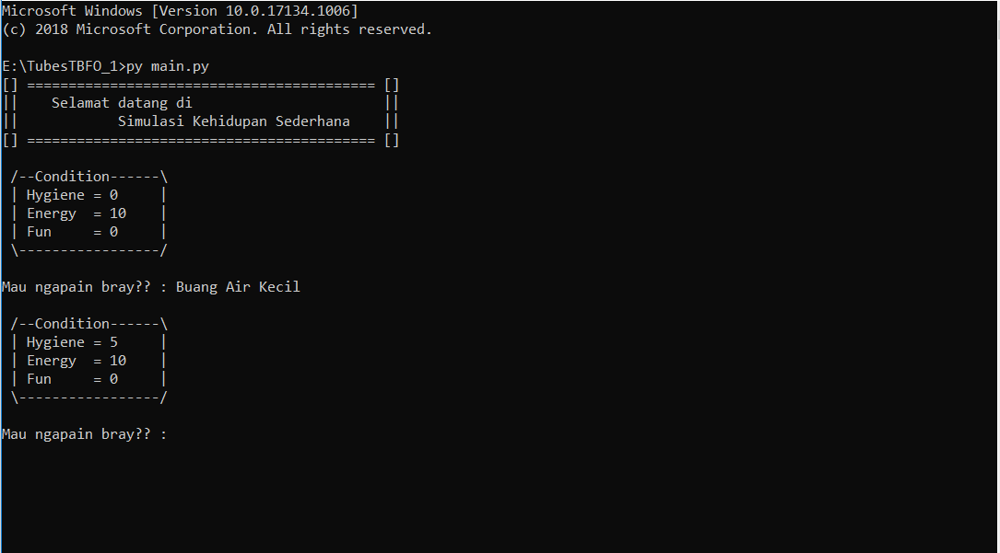 Microsoft Windows [Version 10.0.17134.1006]
(c) 2018 Microsoft Corporation. All rights reserved.

E:\TubesTBFO_1>py main.py
[] ========================================== []
||    Selamat datang di                       ||
||            Simulasi Kehidupan Sederhana    ||
[] ========================================== []

 /--Condition------\
 | Hygiene = 0     |
 | Energy  = 10    |
 | Fun     = 0     |
 \-----------------/

Mau ngapain bray?? : Buang Air Kecil

 /--Condition------\
 | Hygiene = 5     |
 | Energy  = 10    |
 | Fun     = 0     |
 \-----------------/

Mau ngapain bray?? :